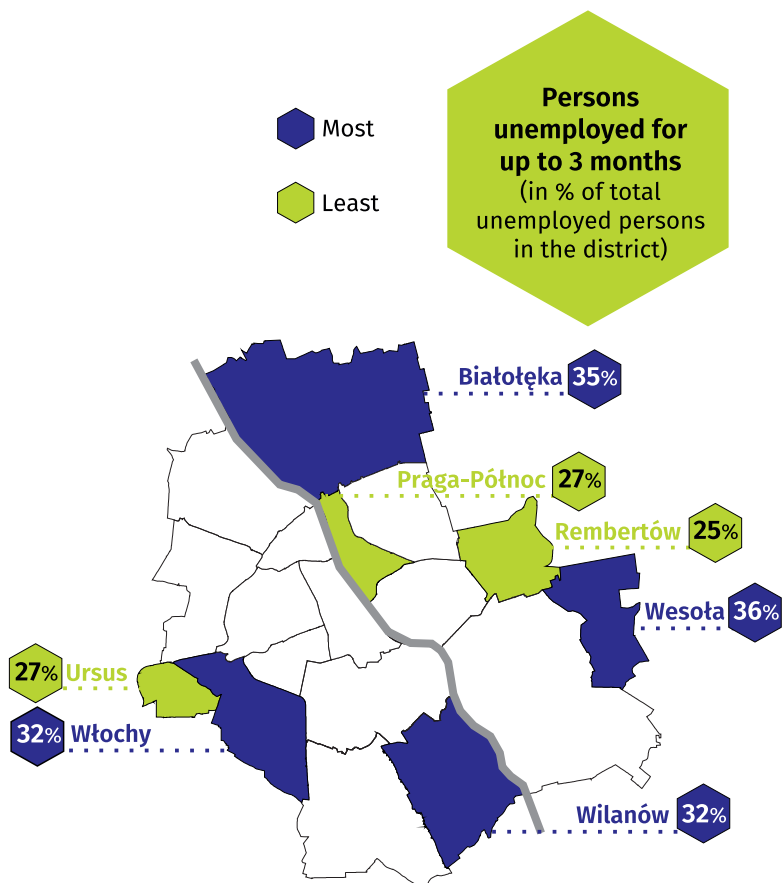 Persons
unemployed for
up to 3 months
(in % of total
unemployed persons
in the district)
Most
Least
Białołęka 35%
Praga-Północ 27%
Rembertów 25%
Wesoła 36%
27% Ursus
32% Włochy
Wilanów 32%